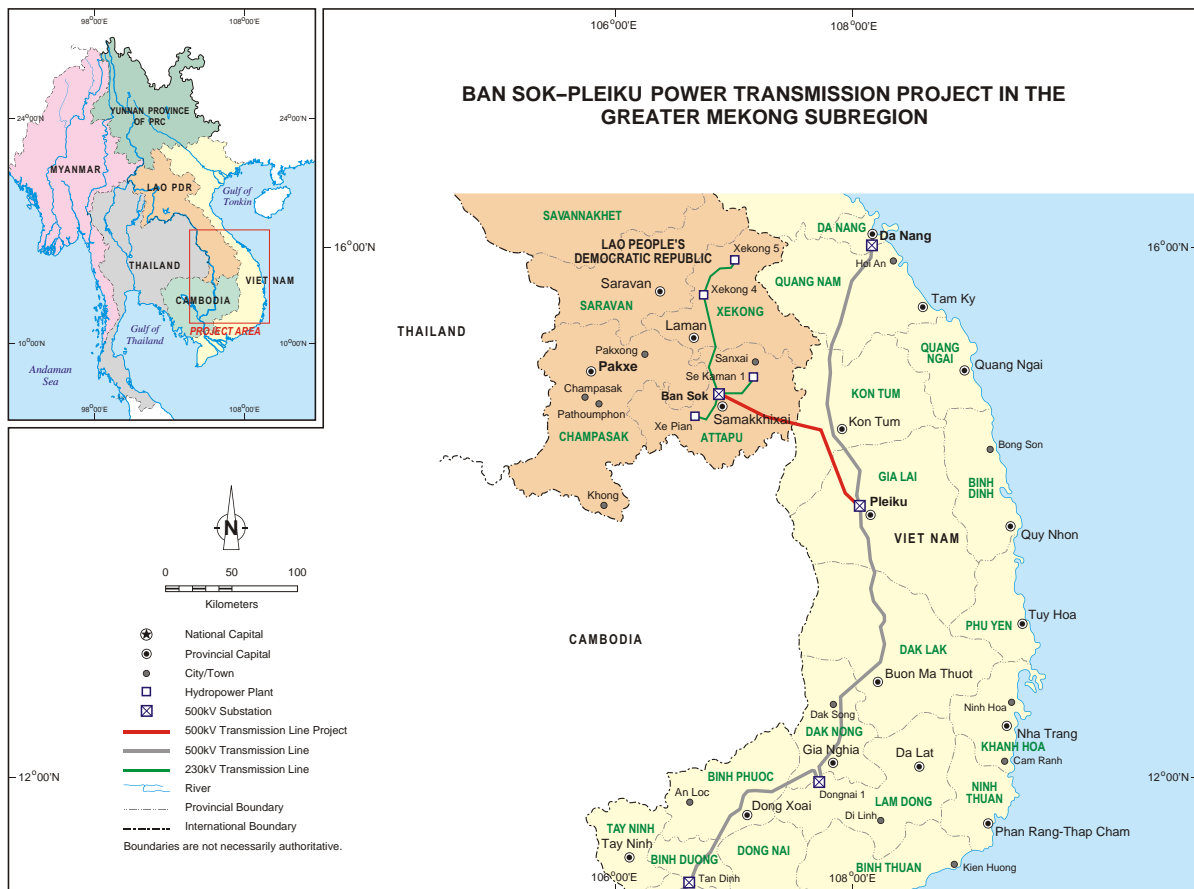 BAN SOK–PLEIKU POWER TRANSMISSION PROJECT IN THE
GREATER MEKONG SUBREGION
98°00'E
108°00'E
24°00'N
24°00'N
YUNNAN PROVINCE
OF PRC
MYANMAR
LAO PDR
Gulf of
Tonkin
THAILAND
VIET NAM
CAMBODIA
PROJECT AREA
Gulf of
Thailand
10°00'N
10°00'N
Andaman
Sea
98°00'E
108°00'E
106°00'E
108°00'E
16°00'N
16°00'N
SAVANNAKHET
LAO PEOPLE'S
DEMOCRATIC REPUBLIC
Xekong 5
Saravan
Xekong 4
SARAVAN
XEKONG
THAILAND
Laman
Pakxong
Sanxai
Pakxe
Se Kaman 1
Champasak
Ban Sok
Pathoumphon
Samakkhixai
Xe Pian
CHAMPASAK
ATTAPU
Khong
DA NANG
Da Nang
Hoi An
QUANG NAM
Tam Ky
QUANG
NGAI
Quang Ngai
KON TUM
Kon Tum
Bong Son
GIA LAI
BINH
DINH
Pleiku
VIET NAM
Quy Nhon
CAMBODIA
Tuy Hoa
PHU YEN
DAK LAK
Buon Ma Thuot
Dak Song
Ninh Hoa
DAK NONG
Nha Trang
KHANH HOA
Gia Nghia
Da Lat
Cam Ranh
12°00'N
12°00'N
BINH PHUOC
Dongnai 1
An Loc
LAM DONG
NINH
THUAN
Dong Xoai
Di Linh
TAY NINH
Phan Rang-Thap Cham
Tay Ninh
BINH DUONG
DONG NAI
BINH THUAN
Kien Huong
Tan Dinh
106°00'E
108°00'E
N
0
50
100
Kilometers
National Capital
Provincial Capital
City/Town
Hydropower Plant
500kV Substation
500kV Transmission Line Project
500kV Transmission Line
230kV Transmission Line
River
Provincial Boundary
International Boundary
Boundaries are not necessarily authoritative.